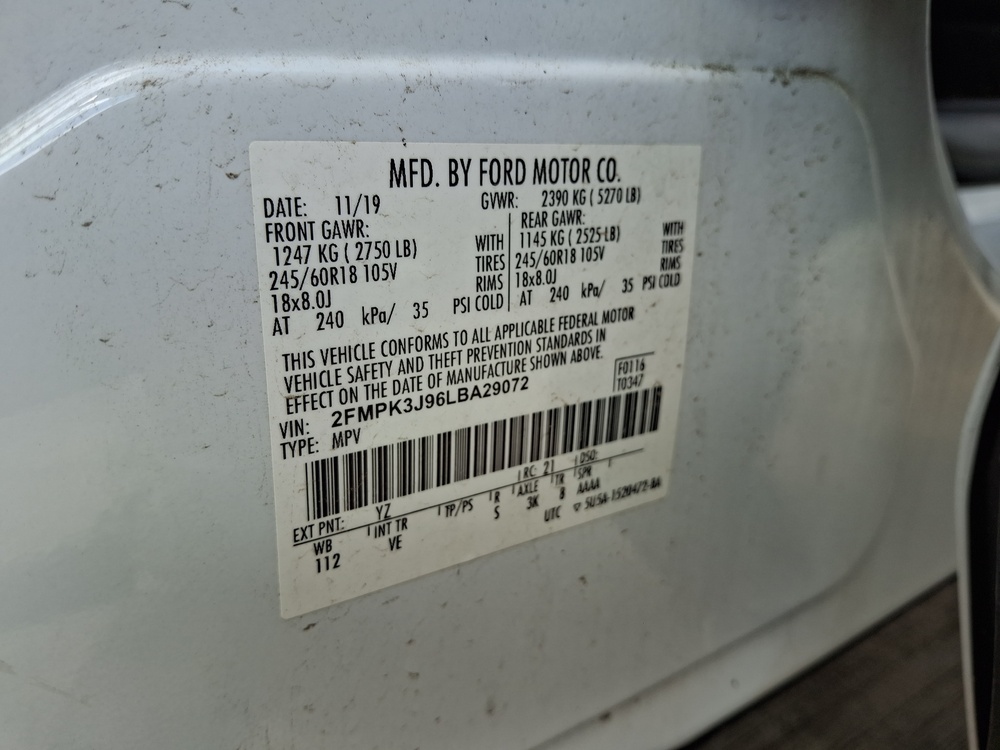 MFD. BY FORD MOTOR CO.
DATE: 11/19 GVWR: 2390 KG ( 5270 LB)
FRONT GAWR: REAR GAWR:
1247 KG ( 2750 LB) WITH 1145 KG ( 2525 LB) WITH
245/60R18 105V TIRES 245/60R18 105V TIRES
18x8.0J RIMS 18x8.0J RIMS
AT 240 kPa/ 35 PSI COLD AT 240 kPa/ 35 PSI COLD
THIS VEHICLE CONFORMS TO ALL APPLICABLE FEDERAL MOTOR
VEHICLE SAFETY AND THEFT PREVENTION STANDARDS IN
EFFECT ON THE DATE OF MANUFACTURE SHOWN ABOVE.
F0116
T0347
VIN: 2FMPK3J96LBA29072
TYPE: MPV
EXT PNT: YZ RC: 21 DSO:
WB INT TR TP/PS R AXLE TR SPR
112 VE S 3K 8 AAAA
UTC ▽ 5U5A-1520472-BA